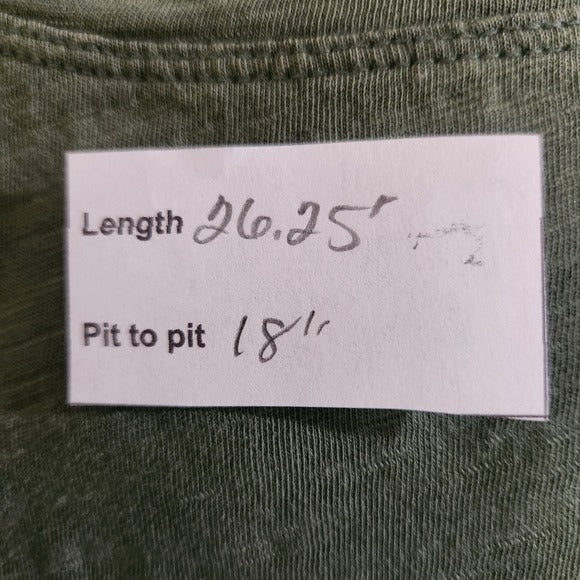 Length 26.25"
Pit to pit 18"